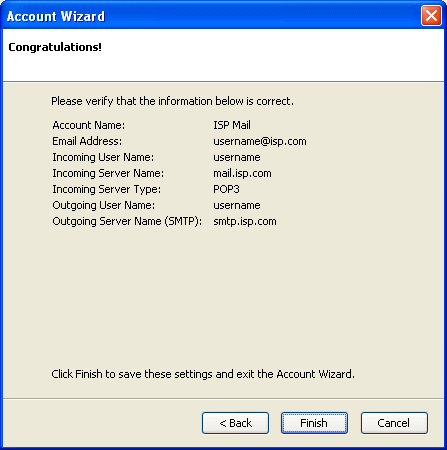 Account Wizard
Congratulations!
Please verify that the information below is correct.
Account Name: ISP Mail
Email Address: username@isp.com
Incoming User Name: username
Incoming Server Name: mail.isp.com
Incoming Server Type: POP3
Outgoing User Name: username
Outgoing Server Name (SMTP): smtp.isp.com
Click Finish to save these settings and exit the Account Wizard.
< Back Finish Cancel